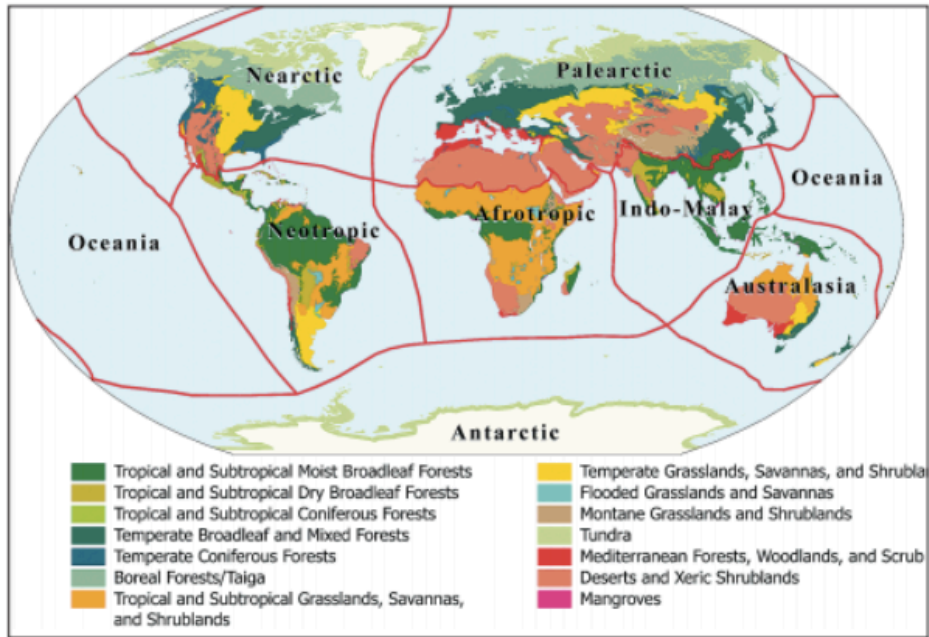 Nearctic
Palearctic
Oceania
Neotropic
Afrotropic
Indo-Malay
Oceania
Australasia
Antarctic
Tropical and Subtropical Moist Broadleaf Forests
Tropical and Subtropical Dry Broadleaf Forests
Tropical and Subtropical Coniferous Forests
Temperate Broadleaf and Mixed Forests
Temperate Coniferous Forests
Boreal Forests/Taiga
Tropical and Subtropical Grasslands, Savannas,
and Shrublands
Temperate Grasslands, Savannas, and Shrublan
Flooded Grasslands and Savannas
Montane Grasslands and Shrublands
Tundra
Mediterranean Forests, Woodlands, and Scrub
Deserts and Xeric Shrublands
Mangroves